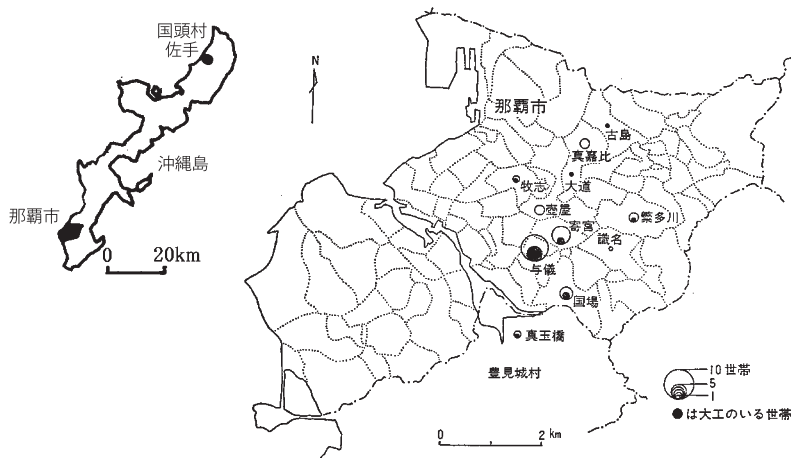 国頭村
佐手
沖縄島
那覇市
0 20km
N
那覇市
古島
真嘉比
牧志
大道
壺屋
繁多川
寄宮
識名
与儀
国場
真玉橋
豊見城村
10世帯
5
1
●は大工のいる世帯
0 2 km